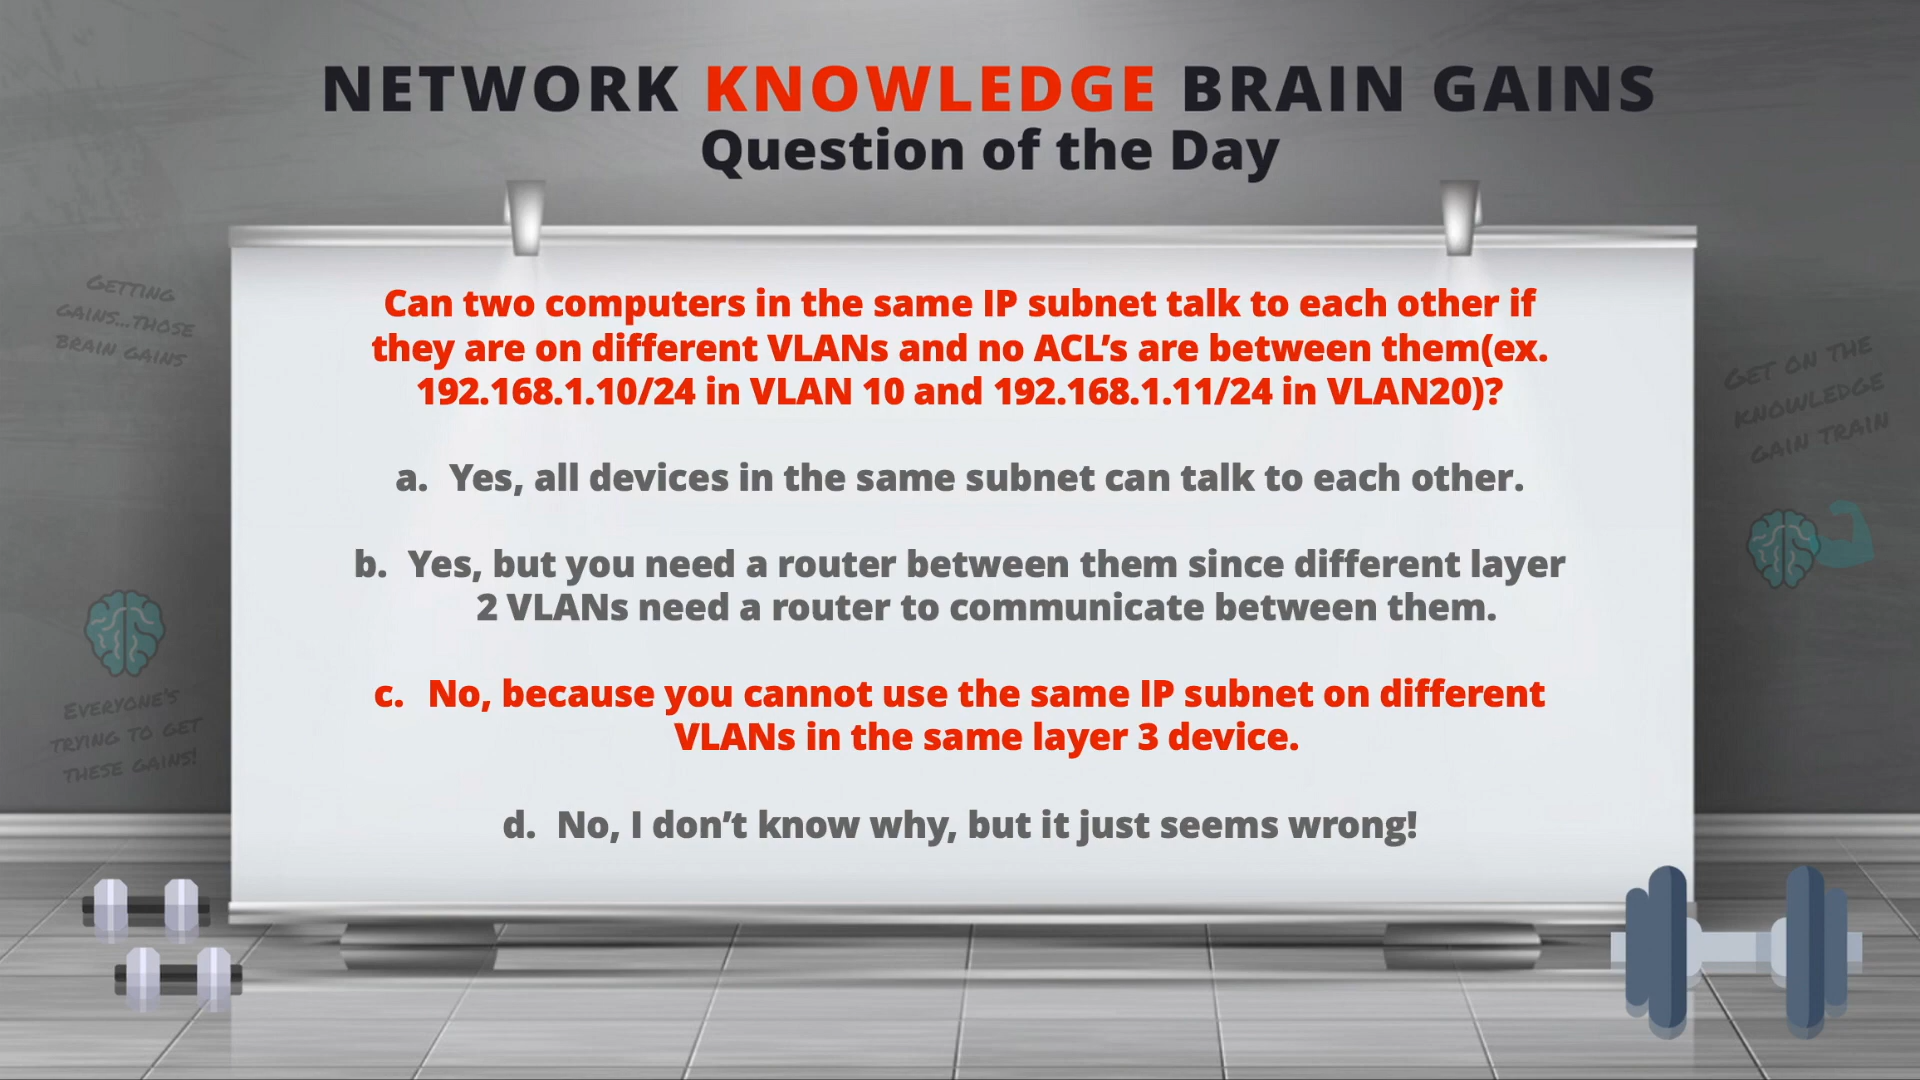 NETWORK KNOWLEDGE BRAIN GAINS
Question of the Day
GETTING
GAINS...THOSE
BRAIN GAINS
Can two computers in the same IP subnet talk to each other if
they are on different VLANs and no ACL’s are between them(ex.
192.168.1.10/24 in VLAN 10 and 192.168.1.11/24 in VLAN20)?
a. Yes, all devices in the same subnet can talk to each other.
b. Yes, but you need a router between them since different layer
2 VLANs need a router to communicate between them.
c. No, because you cannot use the same IP subnet on different
VLANs in the same layer 3 device.
d. No, I don’t know why, but it just seems wrong!
GET ON THE
KNOWLEDGE
GAIN TRAIN
EVERYONE'S
TRYING TO GET
THESE GAINS!